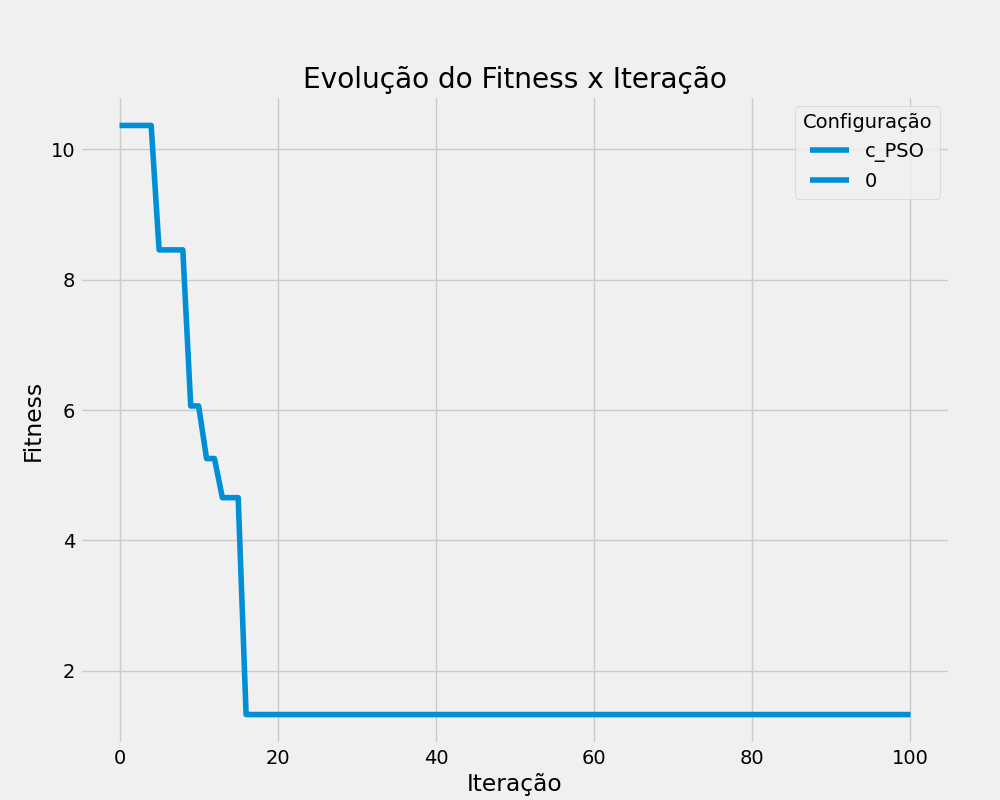 Evolução do Fitness x Iteração
Configuração
c_PSO
0
Fitness
10
8
6
4
2
0 20 40 60 80 100
Iteração